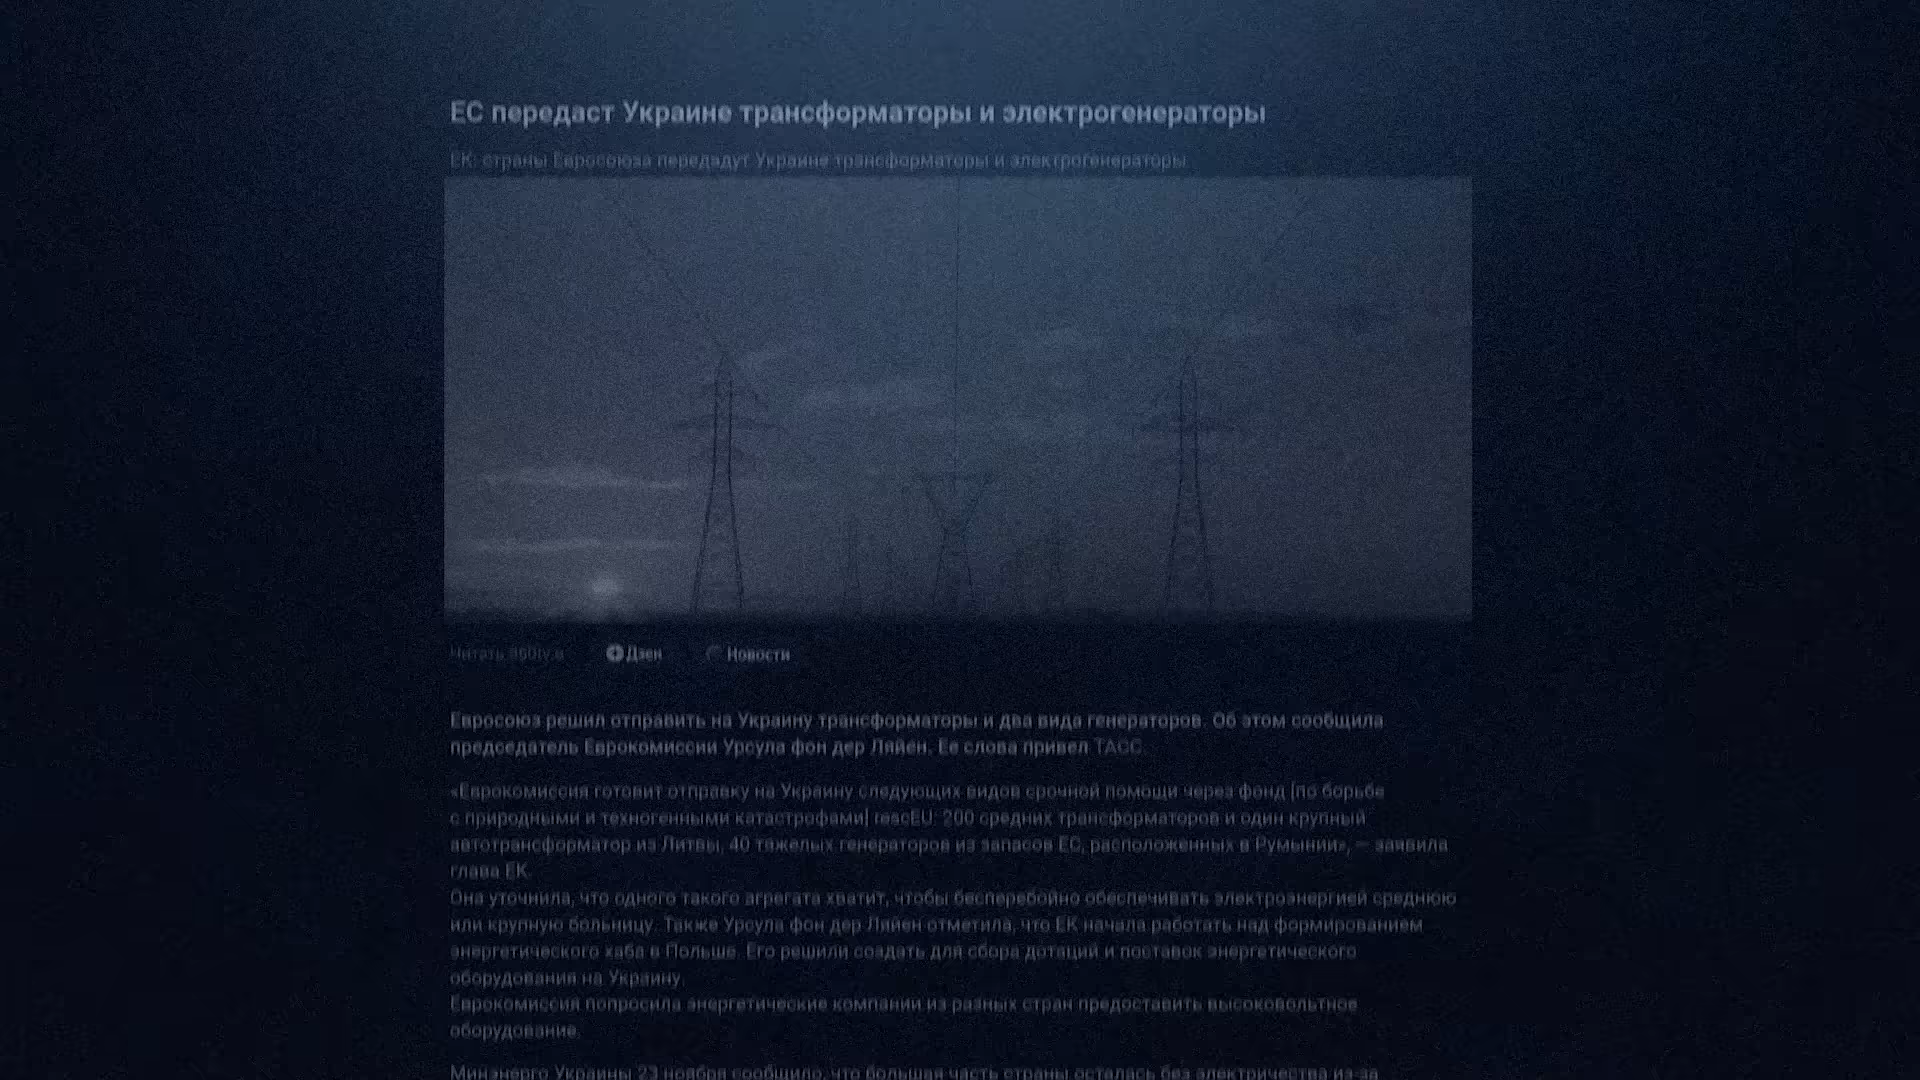 ЕС передаст Украине трансформаторы и электрогенераторы
ЕК: страны Евросоюза передадут Украине трансформаторы и электрогенераторы
Читать 360tv в
Дзен
Новости
Евросоюз решил отправить на Украину трансформаторы и два вида генераторов. Об этом сообщила
председатель Еврокомиссии Урсула фон дер Ляйен. Ее слова привел ТАСС.
«Еврокомиссия готовит отправку на Украину следующих видов срочной помощи через фонд [по борьбе
с природными и техногенными катастрофами] rescEU: 200 средних трансформаторов и один крупный
автотрансформатор из Литвы, 40 тяжелых генераторов из запасов ЕС, расположенных в Румынии», — заявила
глава ЕК.
Она уточнила, что одного такого агрегата хватит, чтобы бесперебойно обеспечивать электроэнергией среднюю
или крупную больницу. Также Урсула фон дер Ляйен отметила, что ЕК начала работать над формированием
энергетического хаба в Польше. Его решили создать для сбора дотаций и поставок энергетического
оборудования на Украину.
Еврокомиссия попросила энергетические компании из разных стран предоставить высоковольтное
оборудование.
Минэнерго Украины 23 ноября сообщило, что большая часть страны осталась без электричества из-за